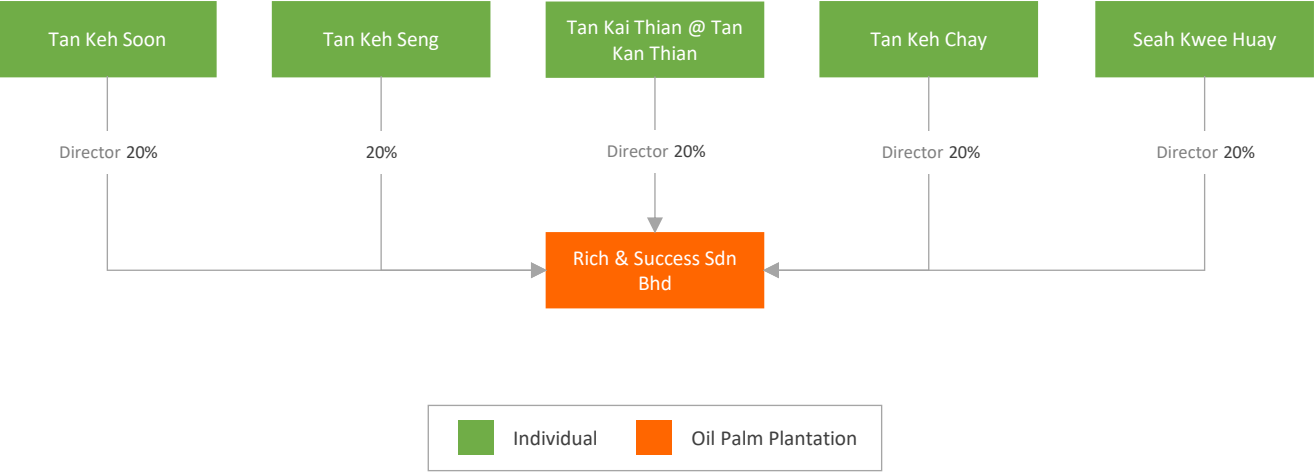 Tan Keh Soon
Tan Keh Seng
Tan Kai Thian @ Tan
Kan Thian
Tan Keh Chay
Seah Kwee Huay
Director 20%
20%
Director 20%
Director 20%
Director 20%
Rich & Success Sdn
Bhd
Individual
Oil Palm Plantation